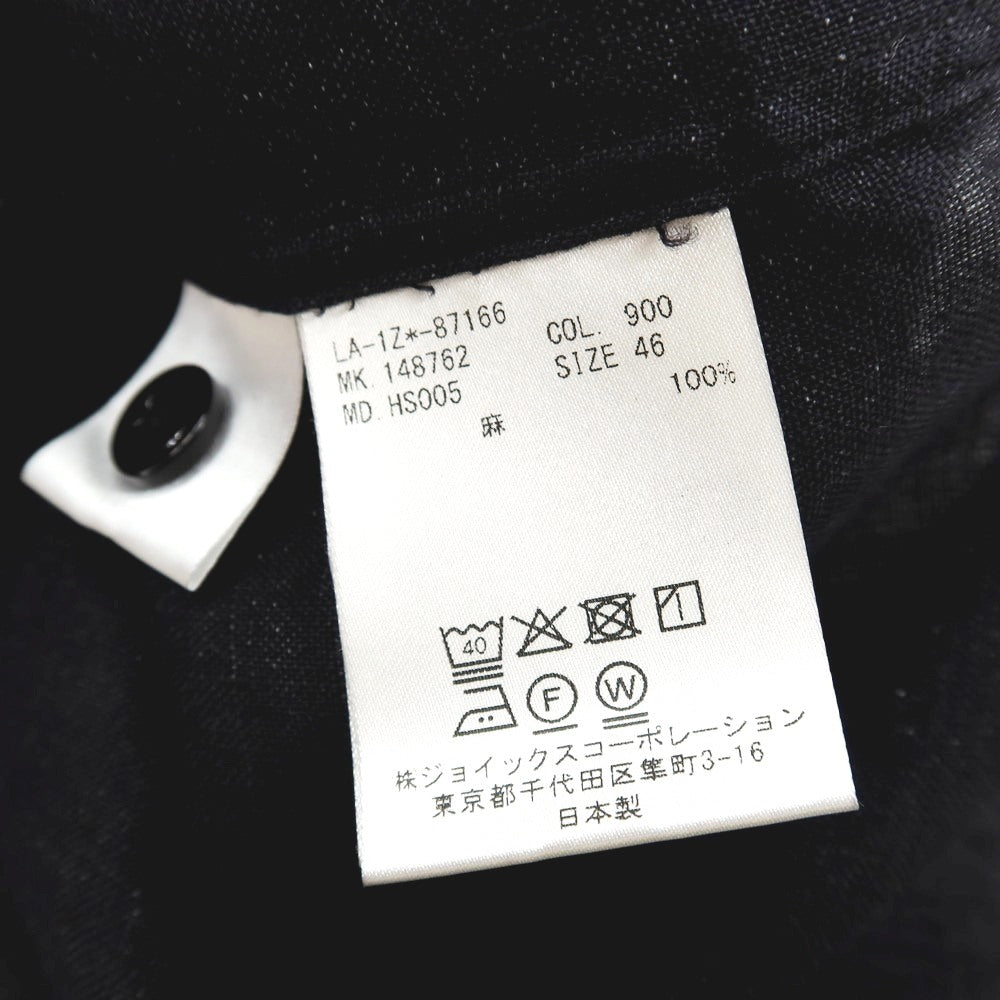 LA-1Z*-87166 COL. 900
MK. 148762 SIZE 46
MD. HS005
麻 100%
40
F W
株ジョイックスコーポレーション
東京都千代田区隼町3-16
日本製